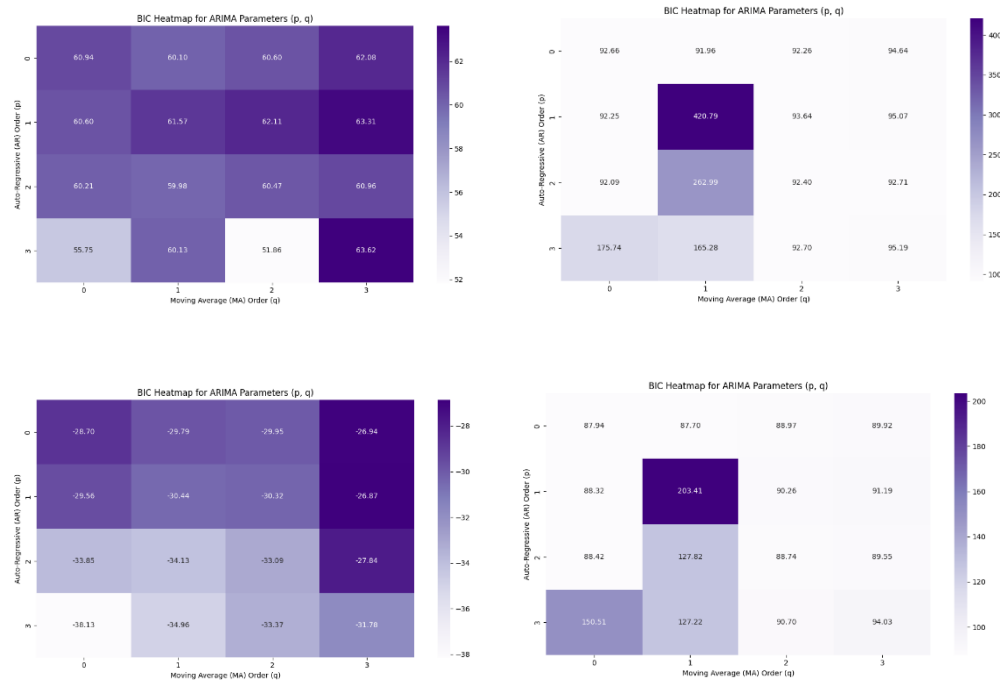 BIC Heatmap for ARIMA Parameters (p, q)
Auto-Regressive (AR) Order (p)
0 60.94 60.10 60.60 62.08
1 60.60 61.57 62.11 63.31
2 60.21 59.98 60.47 60.96
3 55.75 60.13 51.86 63.62
0 1 2 3
Moving Average (MA) Order (q)
62
60
58
56
54
52
BIC Heatmap for ARIMA Parameters (p, q)
Auto-Regressive (AR) Order (p)
0 92.66 91.96 92.26 94.64
1 92.25 420.79 93.64 95.07
2 92.09 262.99 92.40 92.71
3 175.74 165.28 92.70 95.19
0 1 2 3
Moving Average (MA) Order (q)
400
350
300
250
200
150
100
BIC Heatmap for ARIMA Parameters (p, q)
Auto-Regressive (AR) Order (p)
0 -28.70 -29.79 -29.95 -26.94
1 -29.56 -30.44 -30.32 -26.87
2 -33.85 -34.13 -33.09 -27.84
3 -38.13 -34.96 -33.37 -31.78
0 1 2 3
Moving Average (MA) Order (q)
-28
-30
-32
-34
-36
-38
BIC Heatmap for ARIMA Parameters (p, q)
Auto-Regressive (AR) Order (p)
0 87.94 87.70 88.97 89.92
1 88.32 203.41 90.26 91.19
2 88.42 127.82 88.74 89.55
3 150.51 127.22 90.70 94.03
0 1 2 3
Moving Average (MA) Order (q)
200
180
160
140
120
100